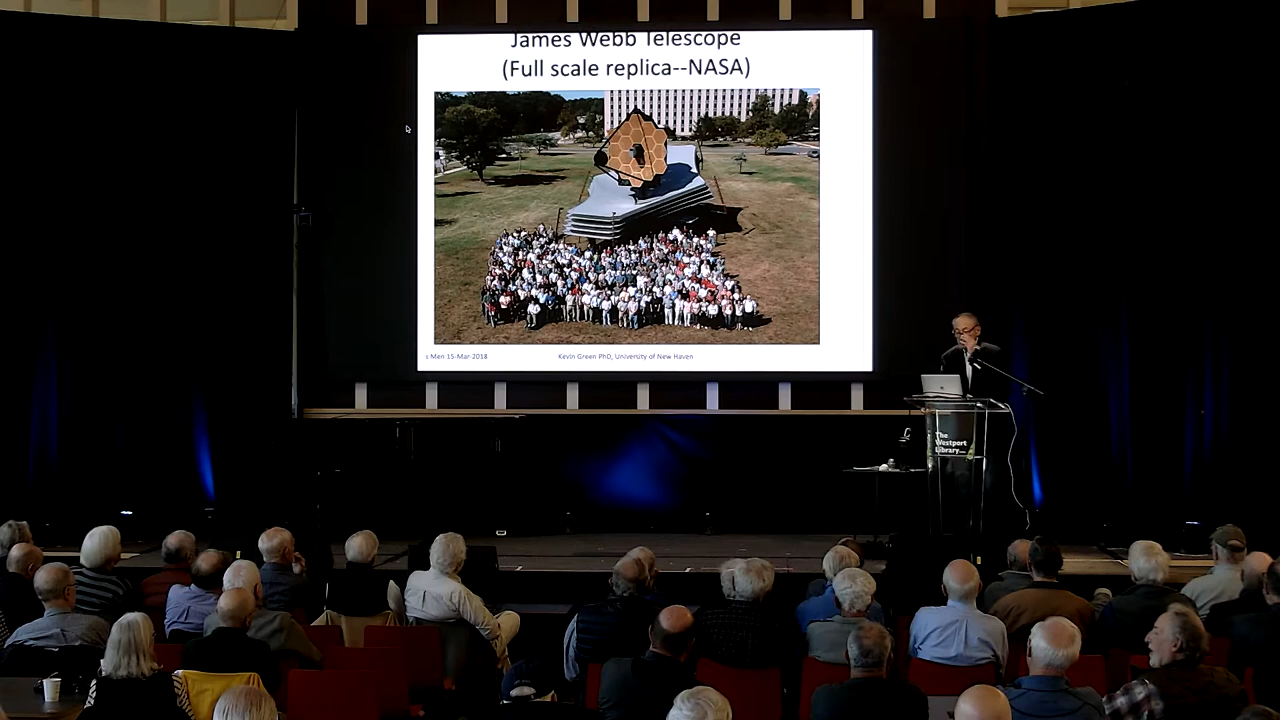 James Webb Telescope
(Full scale replica--NASA)
s Men 15-Mar-2018
Kevin Green PhD, University of New Haven
The
Westport
Library